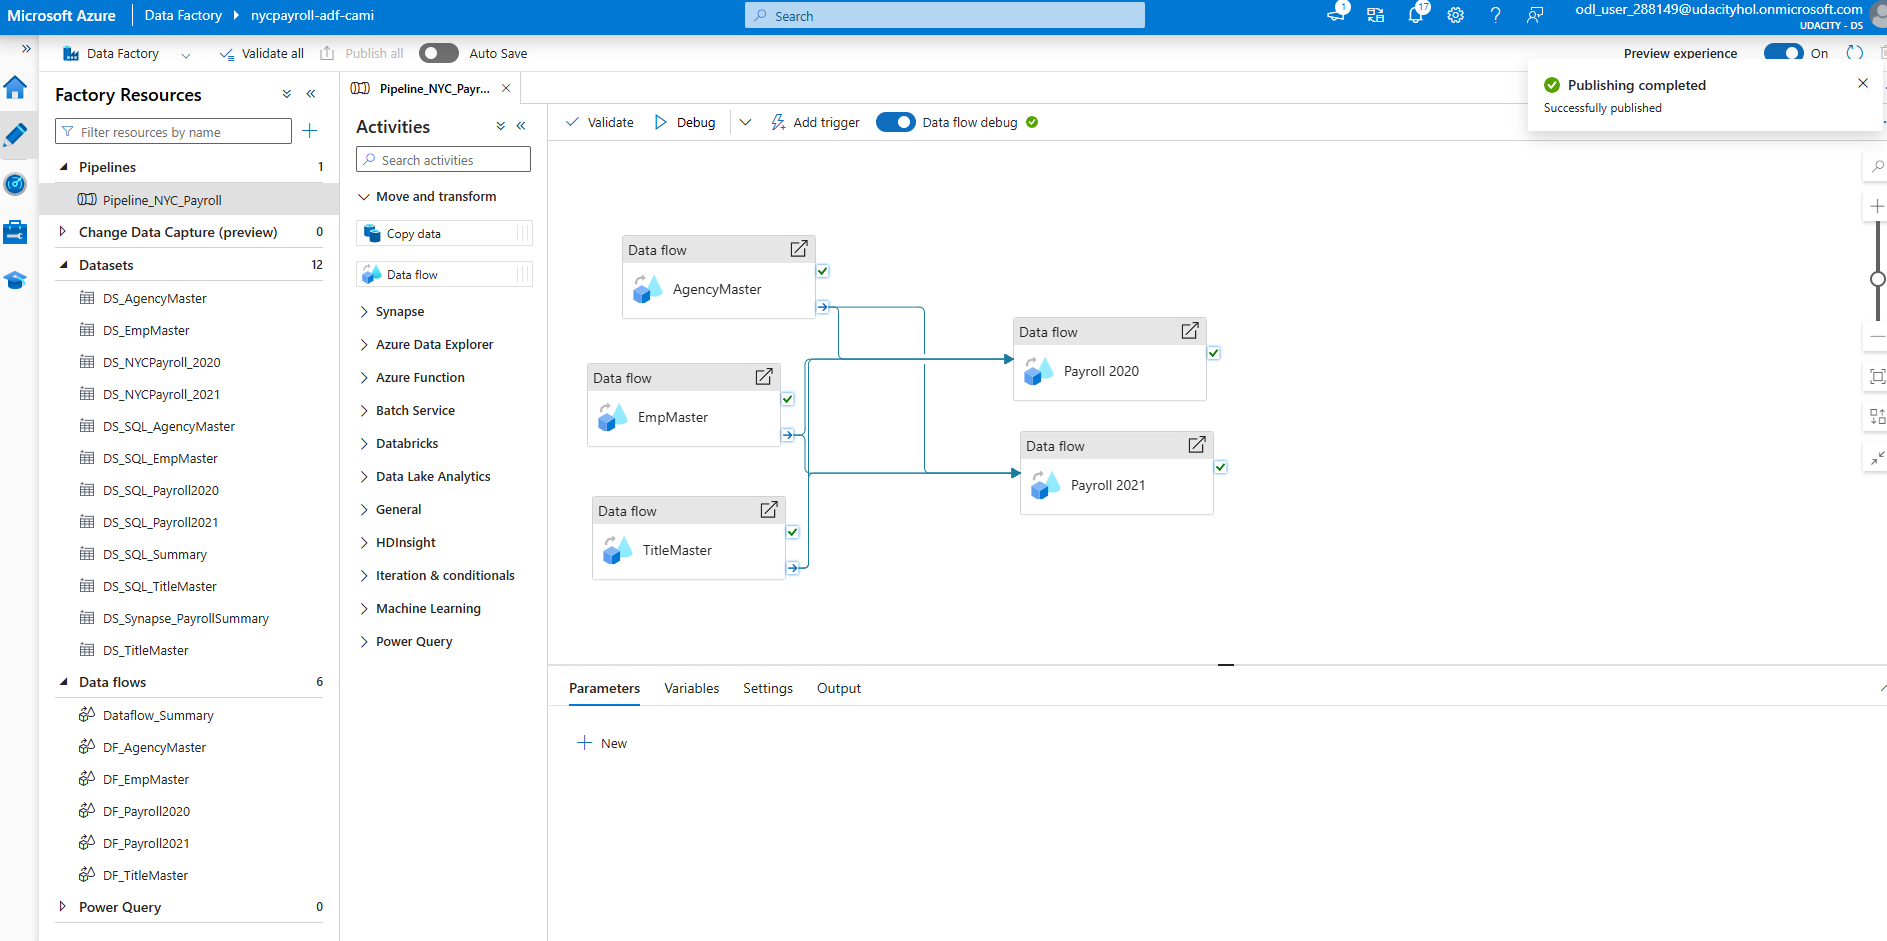 Microsoft Azure
Data Factory
nycpayroll-adf-cami
Search
1
17
odl_user_288149@udacityhol.onmicrosoft.com
UDACITY - DS
Data Factory
Validate all
Publish all
Auto Save
Preview experience
On
Publishing completed
Successfully published
Factory Resources
Filter resources by name
Pipelines 1
Pipeline_NYC_Payroll
Change Data Capture (preview) 0
Datasets 12
DS_AgencyMaster
DS_EmpMaster
DS_NYCPayroll_2020
DS_NYCPayroll_2021
DS_SQL_AgencyMaster
DS_SQL_EmpMaster
DS_SQL_Payroll2020
DS_SQL_Payroll2021
DS_SQL_Summary
DS_SQL_TitleMaster
DS_Synapse_PayrollSummary
DS_TitleMaster
Data flows 6
Dataflow_Summary
DF_AgencyMaster
DF_EmpMaster
DF_Payroll2020
DF_Payroll2021
DF_TitleMaster
Power Query 0
Pipeline_NYC_Payr...
Activities
Search activities
Move and transform
Copy data
Data flow
Synapse
Azure Data Explorer
Azure Function
Batch Service
Databricks
Data Lake Analytics
General
HDInsight
Iteration & conditionals
Machine Learning
Power Query
Validate
Debug
Add trigger
Data flow debug
Data flow
AgencyMaster
Data flow
EmpMaster
Data flow
TitleMaster
Data flow
Payroll 2020
Data flow
Payroll 2021
Parameters
Variables
Settings
Output
New